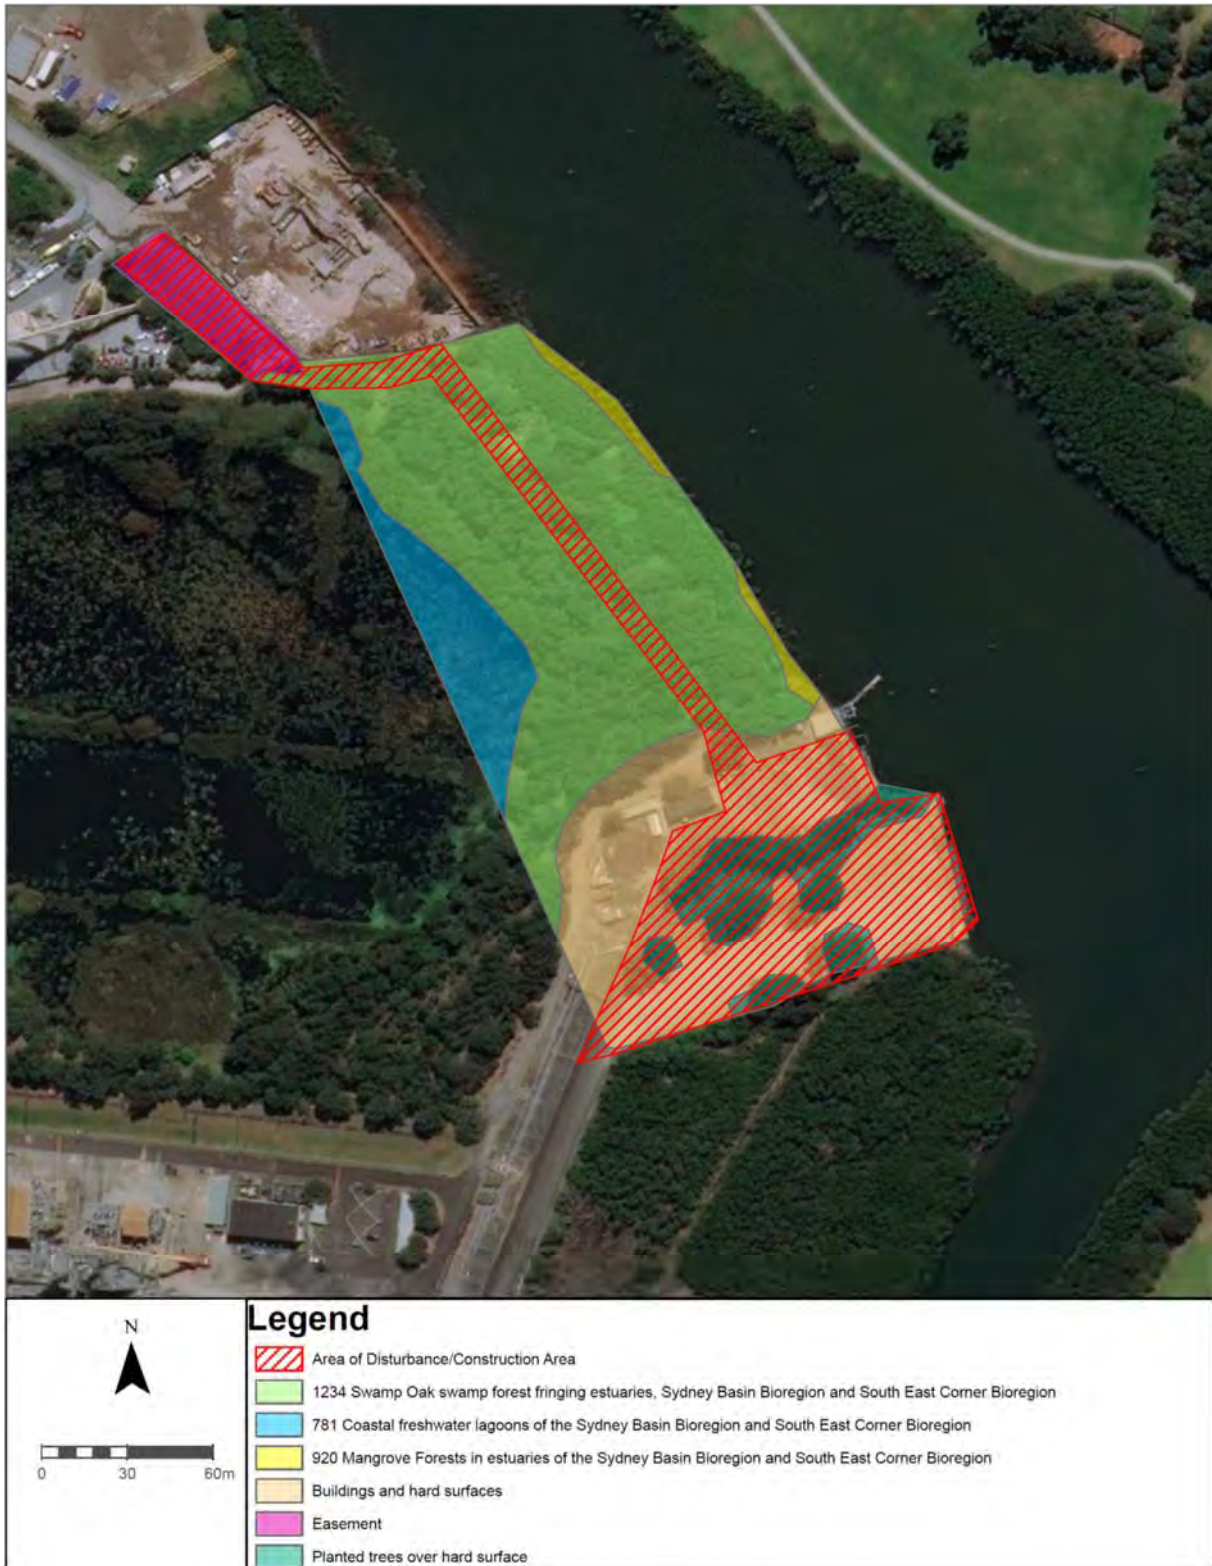 N
0 30 60m
Legend
Area of Disturbance/Construction Area
1234 Swamp Oak swamp forest fringing estuaries, Sydney Basin Bioregion and South East Corner Bioregion
781 Coastal freshwater lagoons of the Sydney Basin Bioregion and South East Corner Bioregion
920 Mangrove Forests in estuaries of the Sydney Basin Bioregion and South East Corner Bioregion
Buildings and hard surfaces
Easement
Planted trees over hard surface